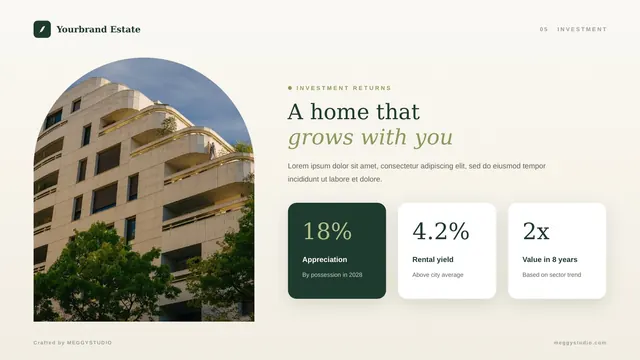 Yourbrand Estate
05 INVESTMENT
INVESTMENT RETURNS
A home that
grows with you
Lorem ipsum dolor sit amet, consectetur adipiscing elit, sed do eiusmod tempor
incididunt ut labore et dolore.
18%
Appreciation
By possession in 2028
4.2%
Rental yield
Above city average
2x
Value in 8 years
Based on sector trend
Crafted by MEGGYSTUDIO
meggystudio.com